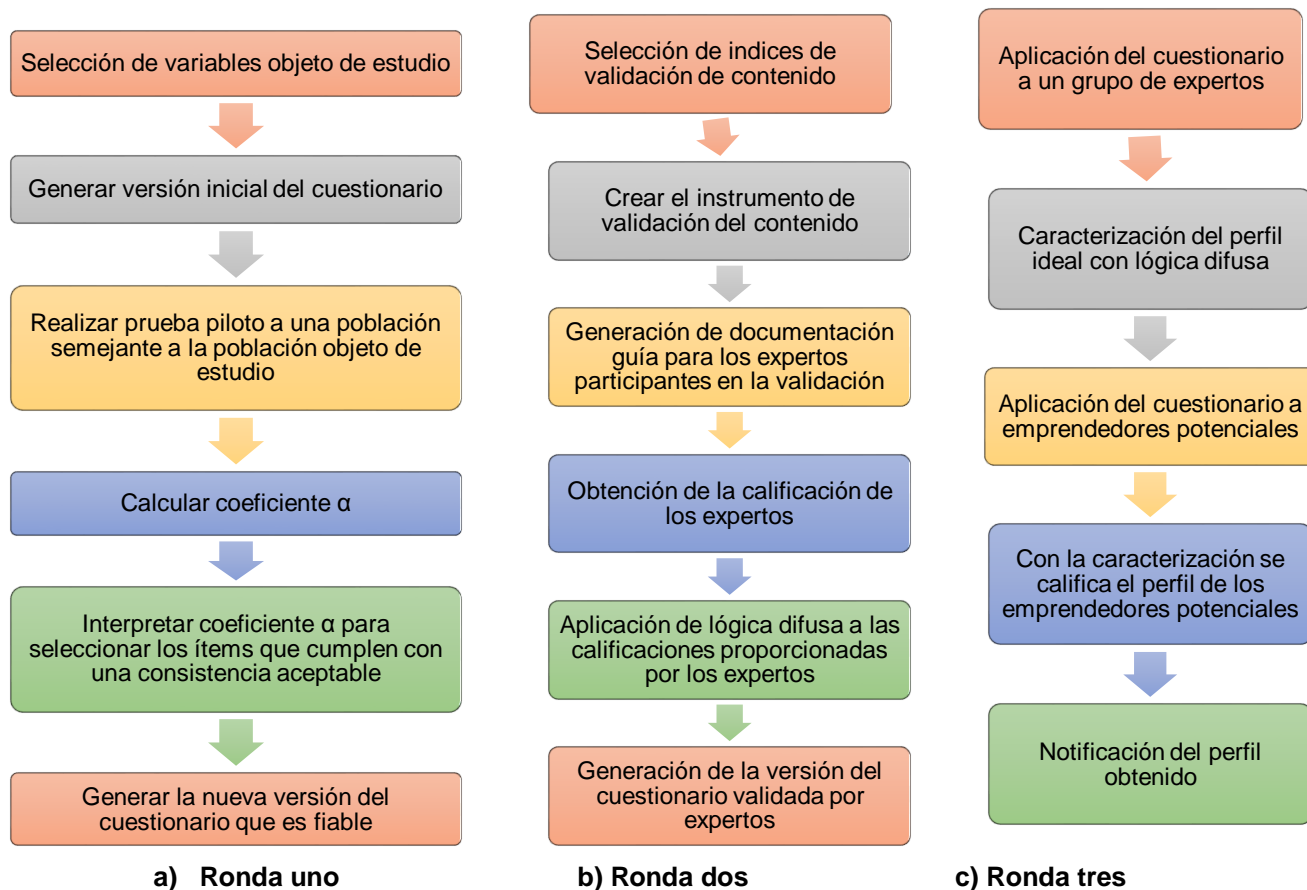 Selección de variables objeto de estudio
Generar versión inicial del cuestionario
Realizar prueba piloto a una población
semejante a la población objeto de
estudio
Calcular coeficiente α
Interpretar coeficiente α para
seleccionar los ítems que cumplen con
una consistencia aceptable
Generar la nueva versión del
cuestionario que es fiable
a) Ronda uno
Selección de indices de
validación de contenido
Crear el instrumento de
validación del contenido
Generación de documentación
guía para los expertos
participantes en la validación
Obtención de la calificación de
los expertos
Aplicación de lógica difusa a las
calificaciones proporcionadas
por los expertos
Generación de la versión del
cuestionario validada por
expertos
b) Ronda dos
Aplicación del cuestionario
a un grupo de expertos
Caracterización del perfil
ideal con lógica difusa
Aplicación del cuestionario a
emprendedores potenciales
Con la caracterización se
califica el perfil de los
emprendedores potenciales
Notificación del perfil
obtenido
c) Ronda tres